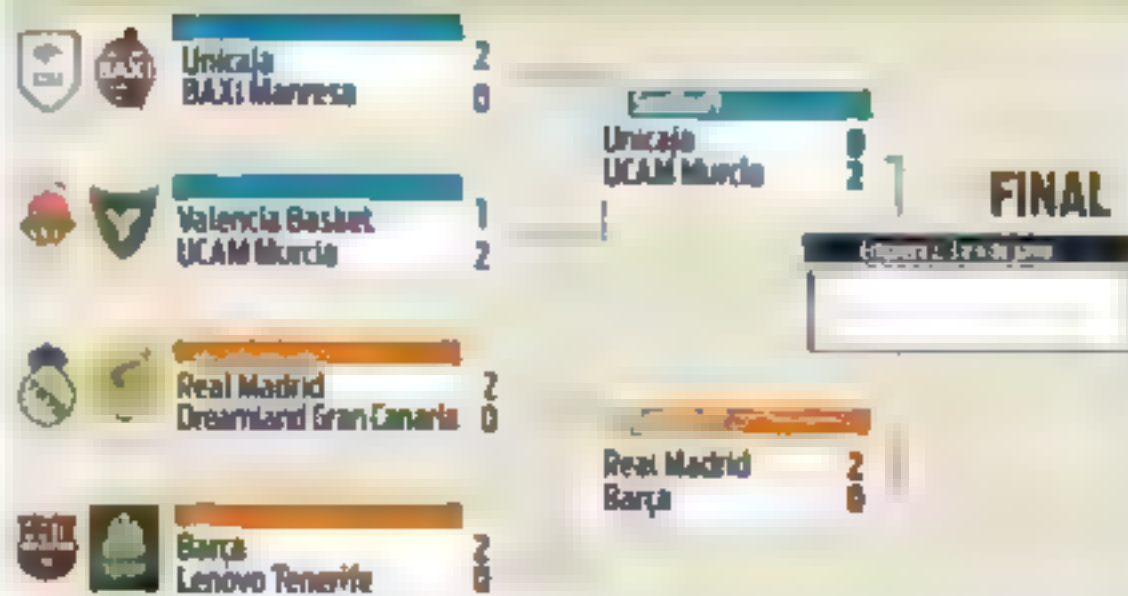 BAXI
Unicaja 2
BAXI Manresa 0
Valencia Basket 1
UCAM Murcia 2
Real Madrid 2
Dreamland Gran Canaria 0
Barça 2
Lenovo Tenerife 0
Unicaja 0
UCAM Murcia 2
Real Madrid 2
Barça 0
FINAL